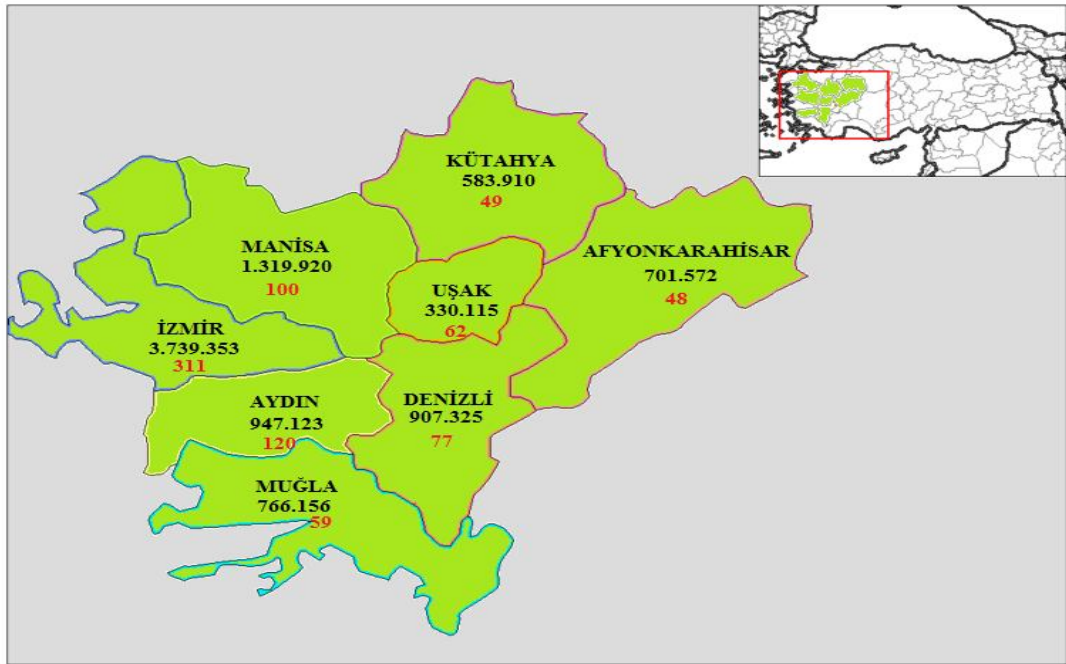 KÜTAHYA
583.910
49
MANİSA
1.319.920
100
AFYONKARAHİSAR
701.572
48
UŞAK
330.115
62
İZMİR
3.739.353
311
AYDIN
947.123
120
DENİZLİ
907.325
77
MUĞLA
766.156
59